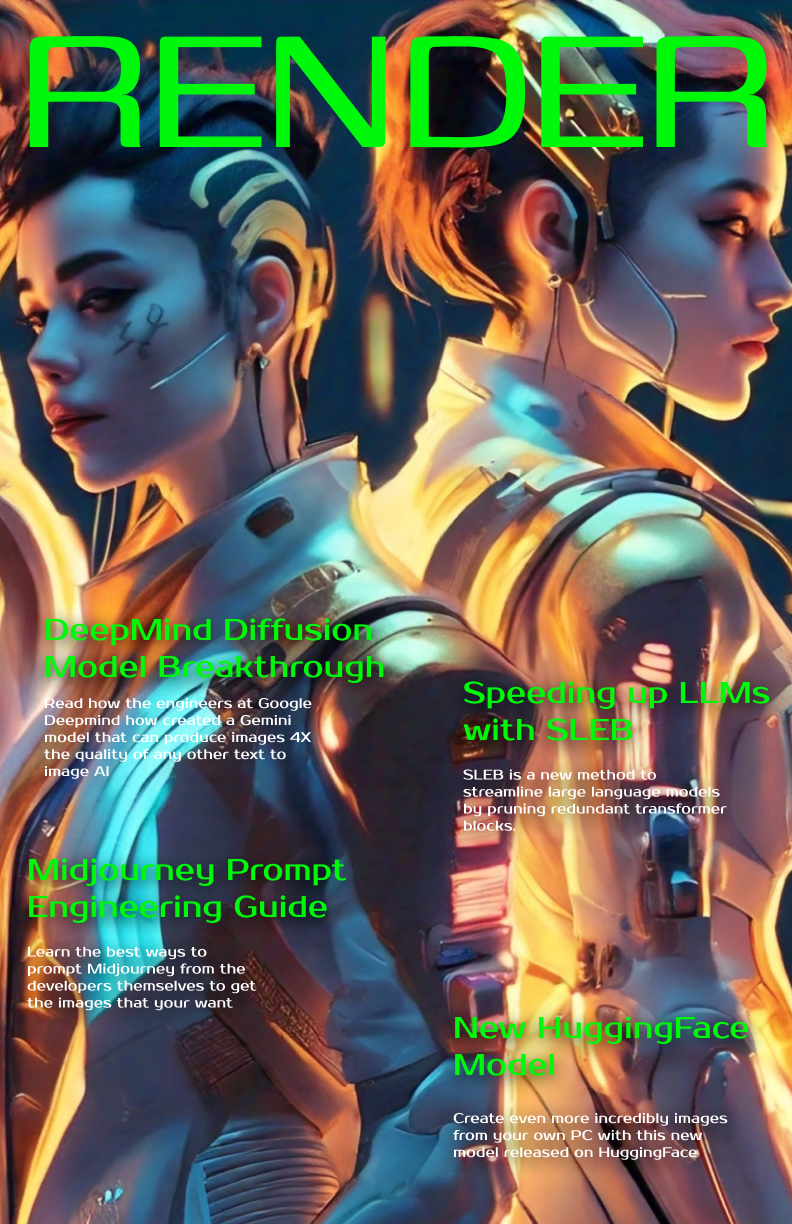 RENDER
DeepMind Diffusion
Model Breakthrough
Read how the engineers at Google
Deepmind how created a Gemini
model that can produce images 4X
the quality of any other text to
image AI
Speeding up LLMs
with SLEB
SLEB is a new method to
streamline large language models
by pruning redundant transformer
blocks.
Midjourney Prompt
Engineering Guide
Learn the best ways to
prompt Midjourney from the
developers themselves to get
the images that your want
New HuggingFace
Model
Create even more incredibly images
from your own PC with this new
model released on HuggingFace